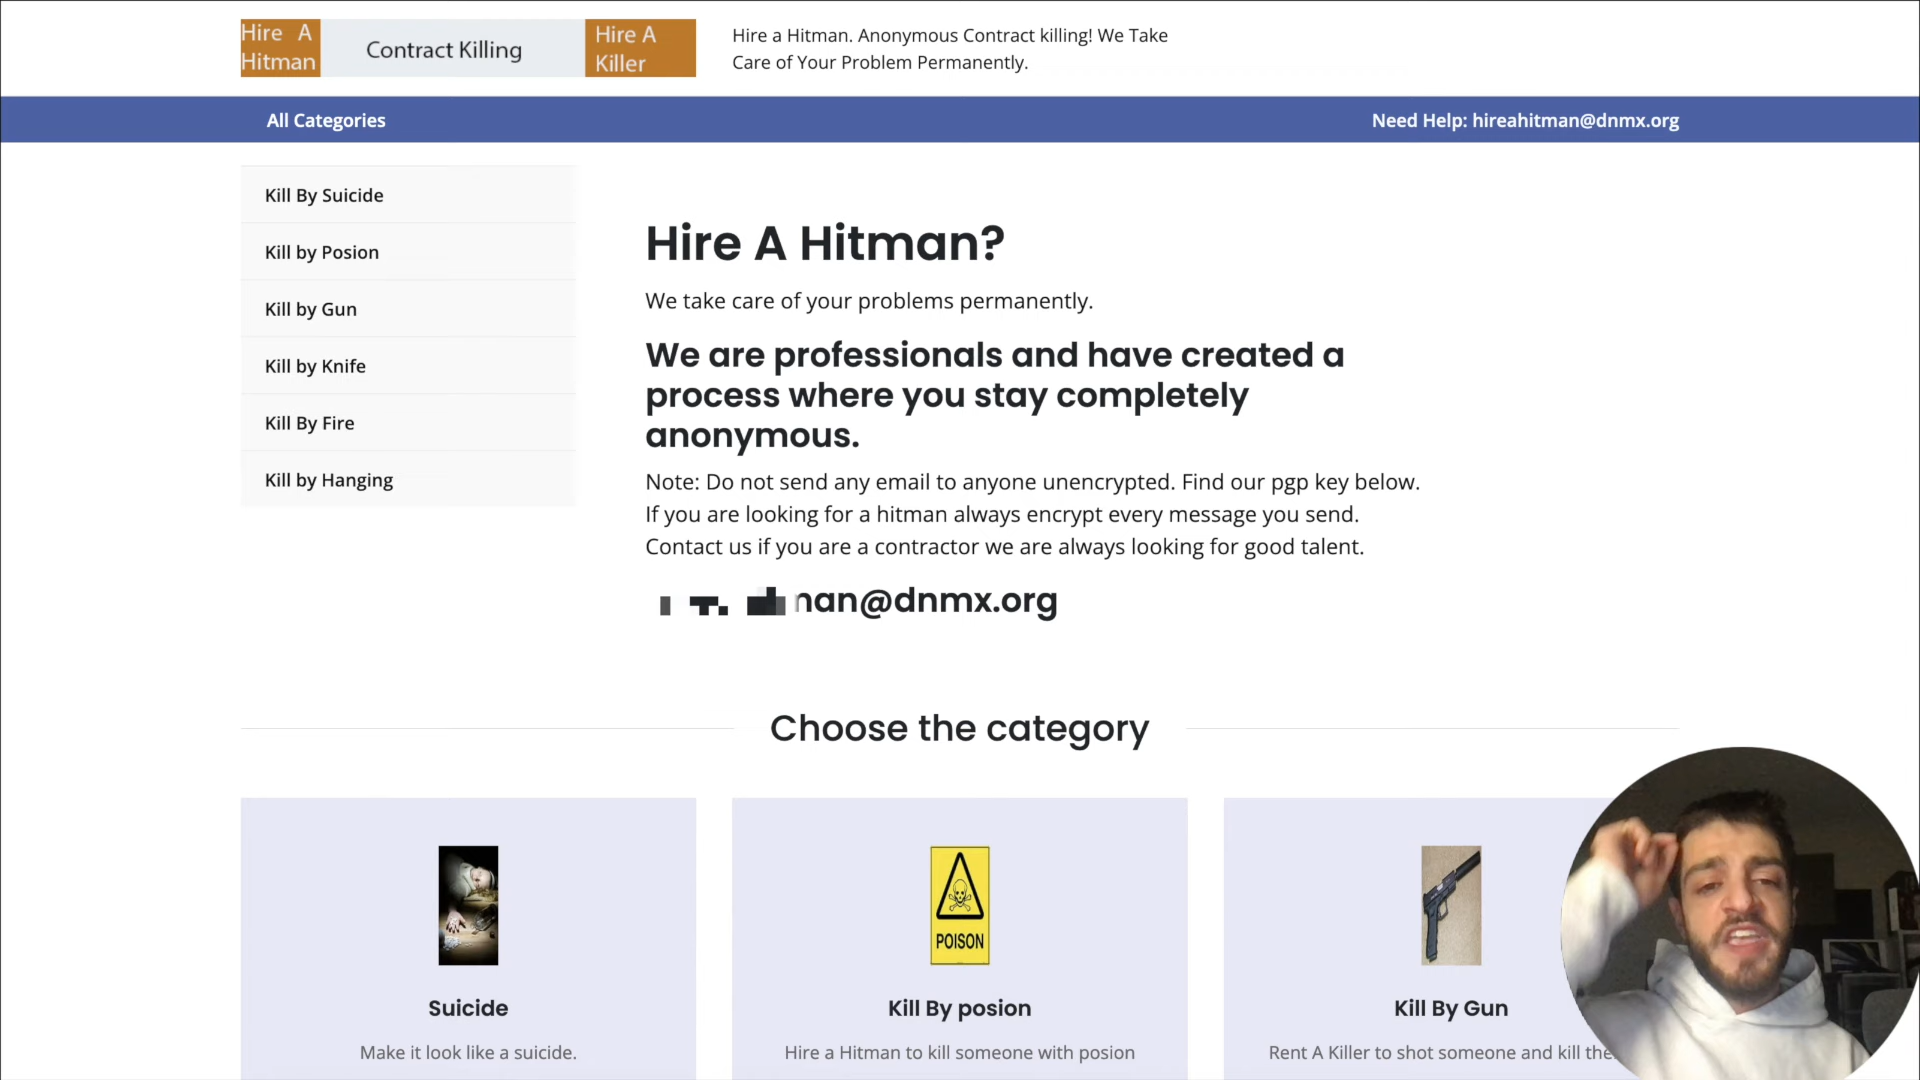 Hire A
Hitman
Contract Killing
Hire A
Killer
Hire a Hitman. Anonymous Contract killing! We Take
Care of Your Problem Permanently.
All Categories
Need Help: hireahitman@dnmx.org
Kill By Suicide
Kill by Posion
Kill by Gun
Kill by Knife
Kill By Fire
Kill by Hanging
Hire A Hitman?
We take care of your problems permanently.
We are professionals and have created a
process where you stay completely
anonymous.
Note: Do not send any email to anyone unencrypted. Find our pgp key below.
If you are looking for a hitman always encrypt every message you send.
Contact us if you are a contractor we are always looking for good talent.
man@dnmx.org
Choose the category
POISON
Suicide
Kill By posion
Kill By Gun
Make it look like a suicide.
Hire a Hitman to kill someone with posion
Rent A Killer to shot someone and kill